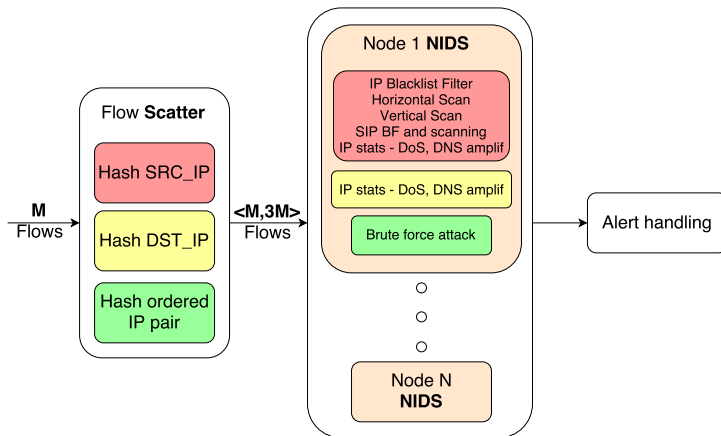 M
Flows
Flow Scatter
Hash SRC_IP
Hash DST_IP
Hash ordered
IP pair
<M,3M>
Flows
Node 1 NIDS
IP Blacklist Filter
Horizontal Scan
Vertical Scan
SIP BF and scanning
IP stats - DoS, DNS amplif
IP stats - DoS, DNS amplif
Brute force attack
Node N
NIDS
Alert handling